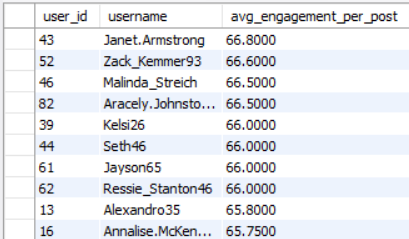 user_id username avg_engagement_per_post
43 Janet.Armstrong 66.8000
52 Zack_Kemmer93 66.6000
46 Malinda_Streich 66.5000
82 Aracely.Johnsto... 66.5000
39 Kelsi26 66.0000
44 Seth46 66.0000
61 Jayson65 66.0000
62 Ressie_Stanton46 66.0000
13 Alexandro35 65.8000
16 Annalise.McKen... 65.7500